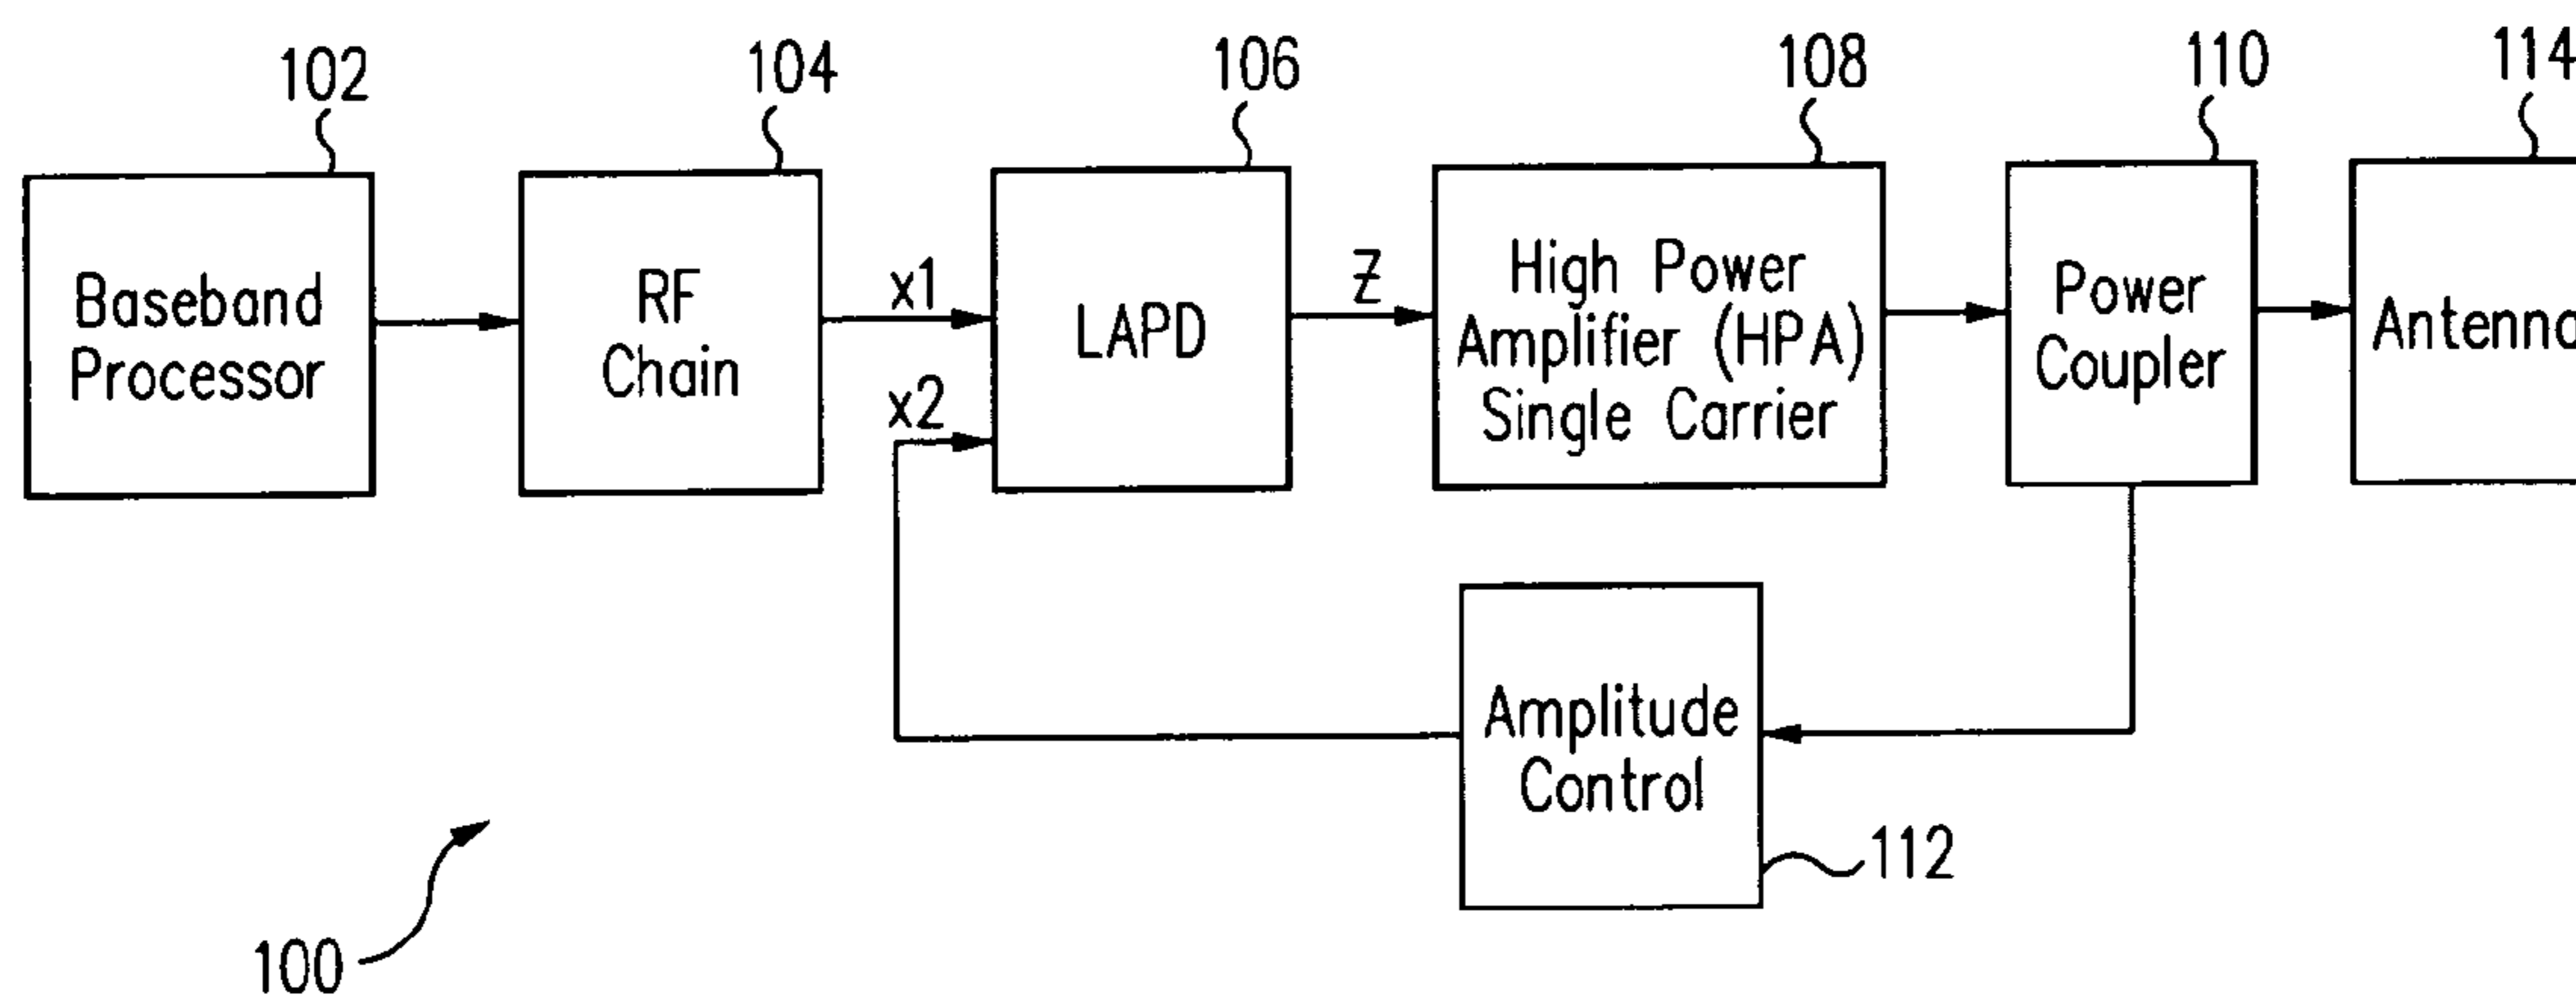 102
104
106
108
110
114
Baseband
Processor
RF
Chain
x1
x2
LAPD
Z
High Power
Amplifier (HPA)
Single Carrier
Power
Coupler
Antenna
Amplitude
Control
112
100